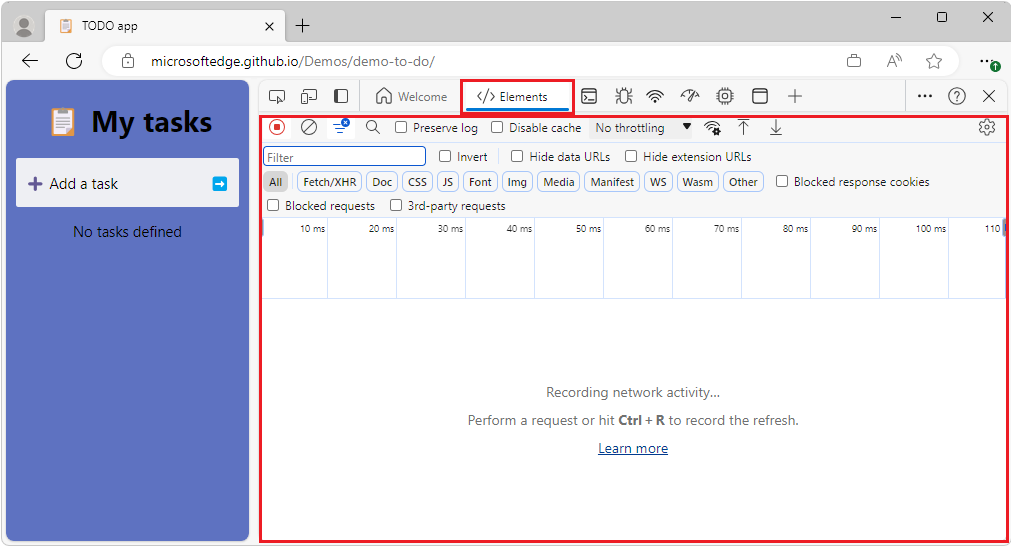 TODO app
microsoftedge.github.io/Demos/demo-to-do/
My tasks
Add a task
No tasks defined
Welcome
Elements
Preserve log
Disable cache
No throttling
Filter
Invert
Hide data URLs
Hide extension URLs
All
Fetch/XHR
Doc
CSS
JS
Font
Img
Media
Manifest
WS
Wasm
Other
Blocked response cookies
Blocked requests
3rd-party requests
10 ms
20 ms
30 ms
40 ms
50 ms
60 ms
70 ms
80 ms
90 ms
100 ms
110
Recording network activity...
Perform a request or hit Ctrl + R to record the refresh.
Learn more